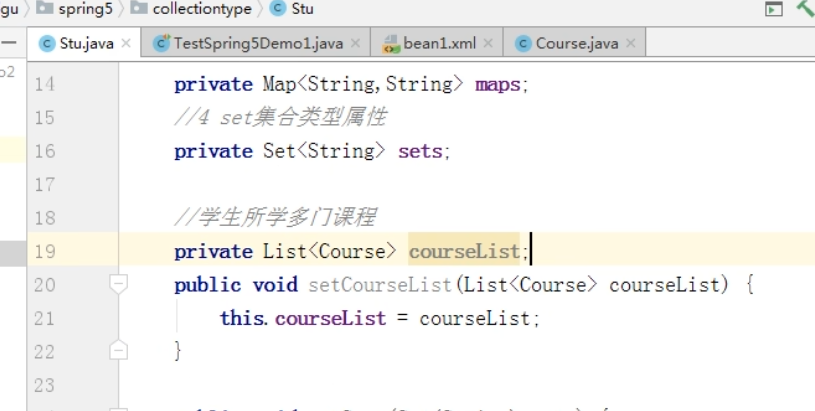 gu spring5 collectiontype Stu
Stu.java TestSpring5Demo1.java bean1.xml Course.java
o2
14 private Map<String,String> maps;
15 //4 set集合类型属性
16 private Set<String> sets;
17
18 //学生所学多门课程
19 private List<Course> courseList;
20 public void setCourseList(List<Course> courseList) {
21 this.courseList = courseList;
22 }
23